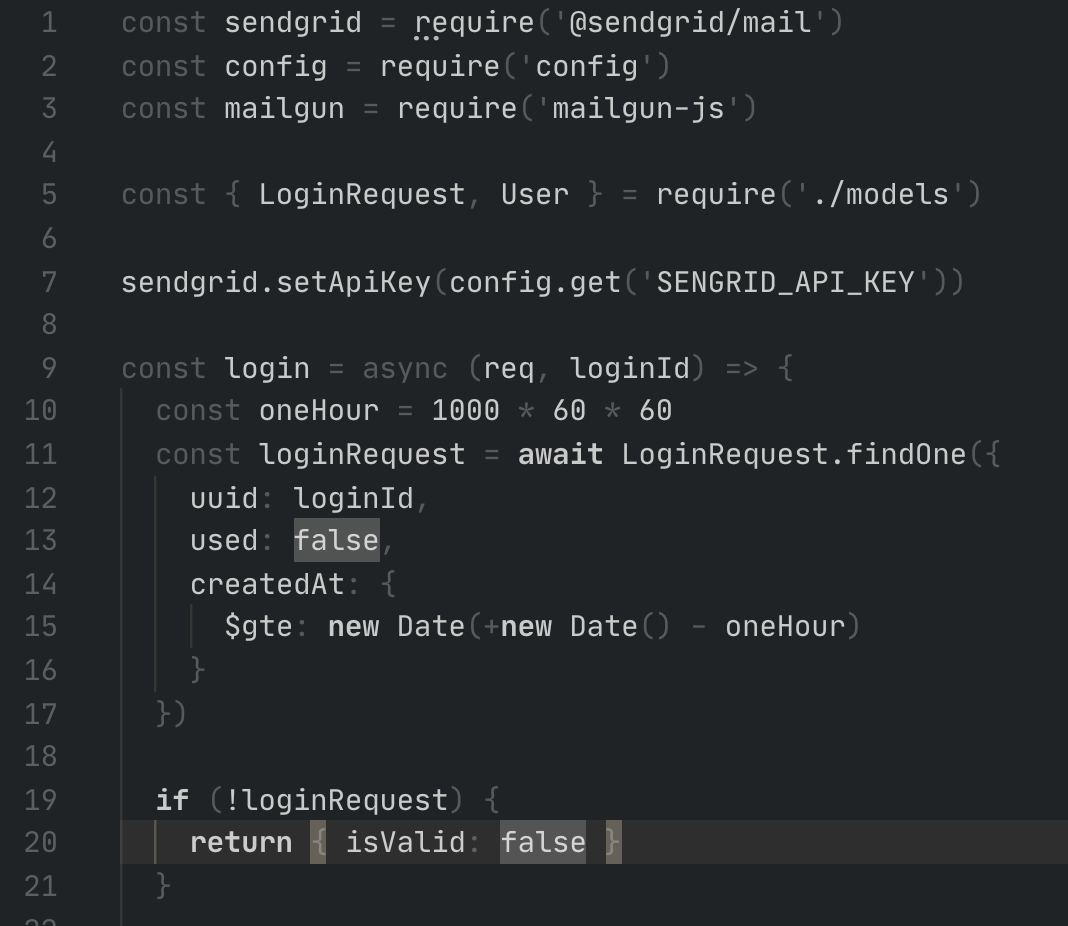 1 const sendgrid = require('@sendgrid/mail')
2 const config = require('config')
3 const mailgun = require('mailgun-js')
4
5 const { LoginRequest, User } = require('./models')
6
7 sendgrid.setApiKey(config.get('SENGRID_API_KEY'))
8
9 const login = async (req, loginId) => {
10 const oneHour = 1000 * 60 * 60
11 const loginRequest = await LoginRequest.findOne({
12 uuid: loginId,
13 used: false,
14 createdAt: {
15 $gte: new Date(+new Date() - oneHour)
16 }
17 })
18
19 if (!loginRequest) {
20 return { isValid: false }
21 }